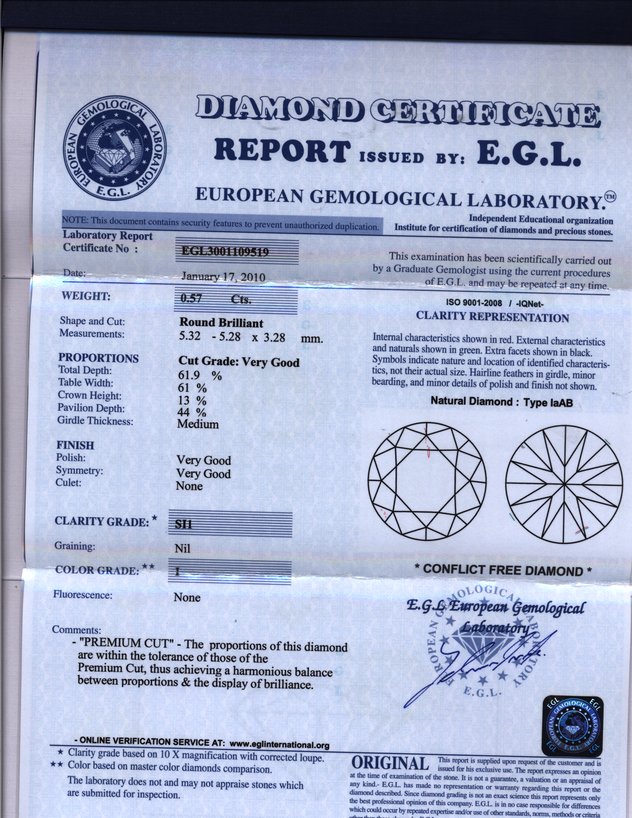 EUROPEAN GEMOLOGICAL LABORATORY
E.G.L.
DIAMOND CERTIFICATE
REPORT ISSUED BY: E.G.L.
EUROPEAN GEMOLOGICAL LABORATORY.™
NOTE: This document contains security features to prevent unauthorized duplication.
Independent Educational organization
Institute for certification of diamonds and precious stones.
Laboratory Report
Certificate No : EGL3001109519
Date: January 17, 2010
This examination has been scientifically carried out
by a Graduate Gemologist using the current procedures
of E.G.L. and may be repeated at any time.
WEIGHT: 0.57 Cts.
Shape and Cut: Round Brilliant
Measurements: 5.32 - 5.28 x 3.28 mm.
PROPORTIONS Cut Grade: Very Good
Total Depth: 61.9 %
Table Width: 61 %
Crown Height: 13 %
Pavilion Depth: 44 %
Girdle Thickness: Medium
FINISH
Polish: Very Good
Symmetry: Very Good
Culet: None
CLARITY GRADE: * SI1
Graining: Nil
COLOR GRADE: ** I
Fluorescence: None
Comments:
- "PREMIUM CUT" - The proportions of this diamond
are within the tolerance of those of the
Premium Cut, thus achieving a harmonious balance
between proportions & the display of brilliance.
ISO 9001-2008 / -IQNet-
CLARITY REPRESENTATION
Internal characteristics shown in red. External characteristics
and naturals shown in green. Extra facets shown in black.
Symbols indicate nature and location of identified characteris-
tics, not their actual size. Hairline feathers in girdle, minor
bearding, and minor details of polish and finish not shown.
Natural Diamond : Type IaAB
* CONFLICT FREE DIAMOND *
E.G.L European Gemological
Laboratory
EUROPEAN GEMOLOGICAL LABORATORY
E.G.L.
- ONLINE VERIFICATION SERVICE AT: www.eglinternational.org
★ Clarity grade based on 10 X magnification with corrected loupe.
★★ Color based on master color diamonds comparison.
The laboratory does not and may not appraise stones which
are submitted for inspection.
EGL EGL
E.G.L.
EGL EGL
ORIGINAL This report is supplied upon request of the customer and is
issued for his exclusive use. The report expresses an opinion
at the time of examination of the stone. It is not a guarantee, a valuation or an appraisal of
any kind.- E.G.L. has made no representation or warranty regarding this report or the
diamond described. Since diamond grading is not an exact science this report represents only
the best professional opinion of this company. E.G.L. is in no case responsible for differences
which could occur by repeated expertise and/or use of other standards, norms, methods or criteria